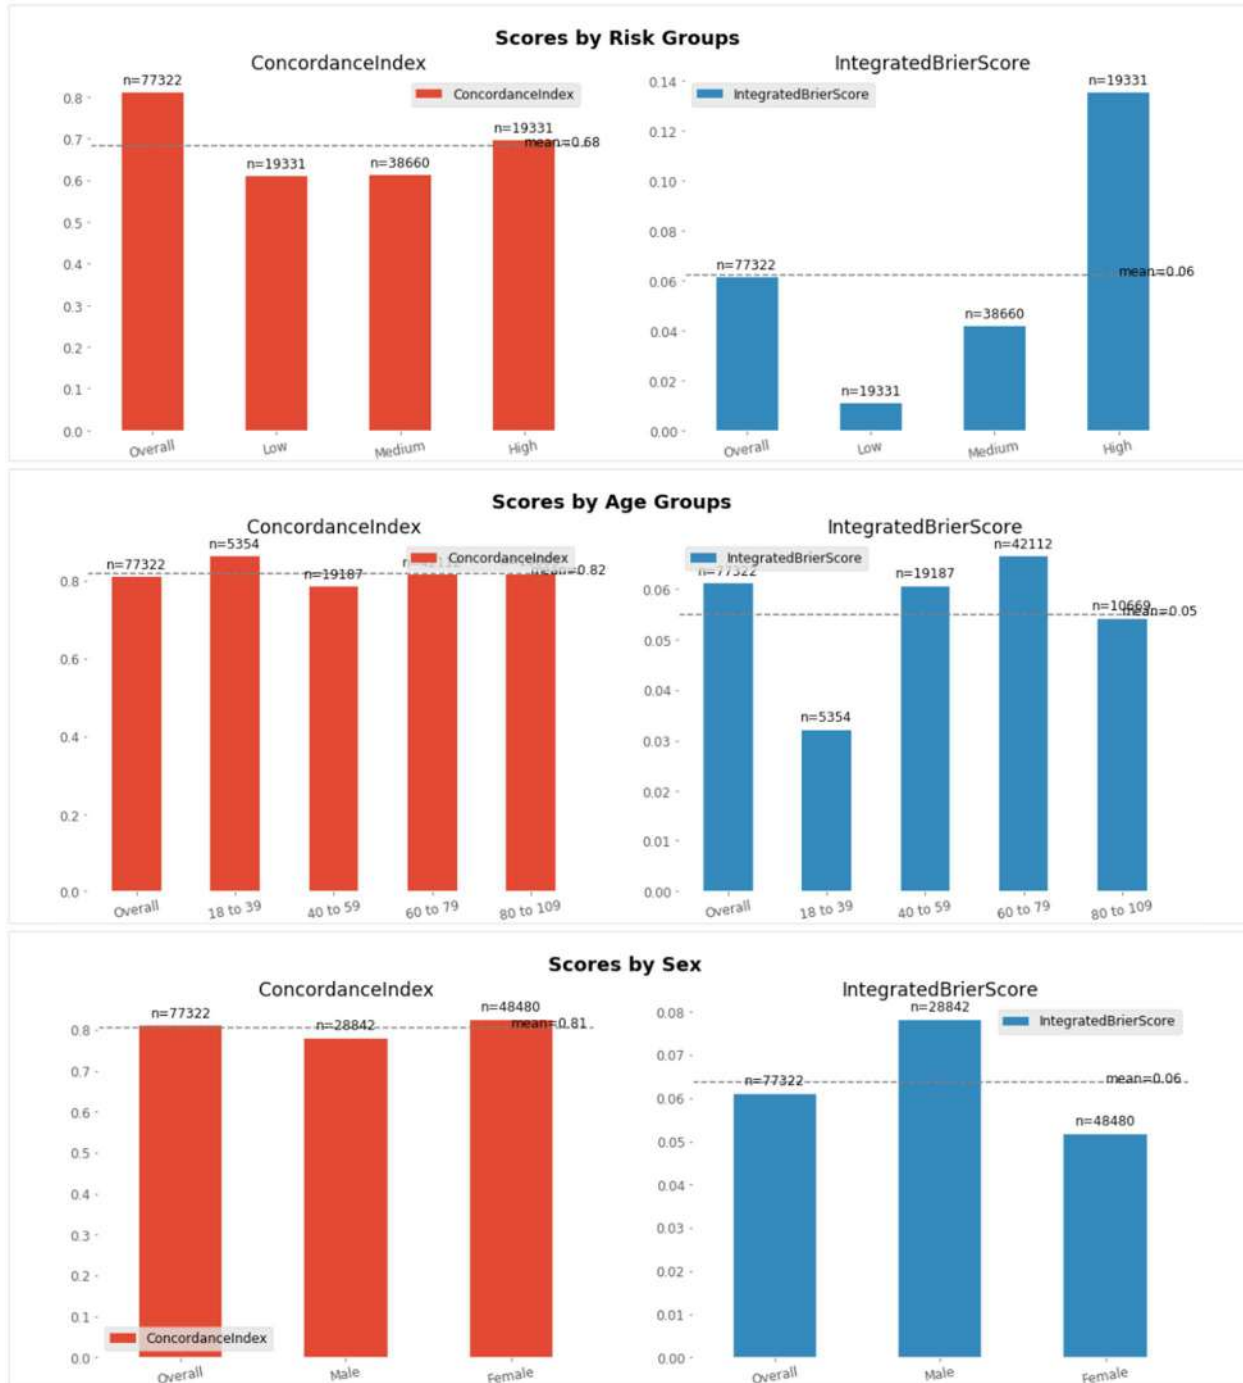 Scores by Risk Groups
ConcordanceIndex
n=77322
ConcordanceIndex
n=19331
mean=0.68
n=19331
n=38660
0.8
0.7
0.6
0.5
0.4
0.3
0.2
0.1
0.0
Overall
Low
Medium
High
IntegratedBrierScore
n=19331
IntegratedBrierScore
n=77322
mean=0.06
n=38660
n=19331
0.14
0.12
0.10
0.08
0.06
0.04
0.02
0.00
Overall
Low
Medium
High
Scores by Age Groups
ConcordanceIndex
n=5354
ConcordanceIndex
n=77322
n=19187
mean=0.82
0.8
0.6
0.4
0.2
0.0
Overall
18 to 39
40 to 59
60 to 79
80 to 109
IntegratedBrierScore
n=42112
IntegratedBrierScore
n=77322
n=19187
n=10669
mean=0.05
n=5354
0.06
0.05
0.04
0.03
0.02
0.01
0.00
Overall
18 to 39
40 to 59
60 to 79
80 to 109
Scores by Sex
ConcordanceIndex
n=77322
n=28842
n=48480
mean=0.81
0.8
0.7
0.6
0.5
0.4
0.3
0.2
0.1
0.0
ConcordanceIndex
Overall
Male
Female
IntegratedBrierScore
n=28842
IntegratedBrierScore
n=77322
mean=0.06
n=48480
0.08
0.07
0.06
0.05
0.04
0.03
0.02
0.01
0.00
Overall
Male
Female